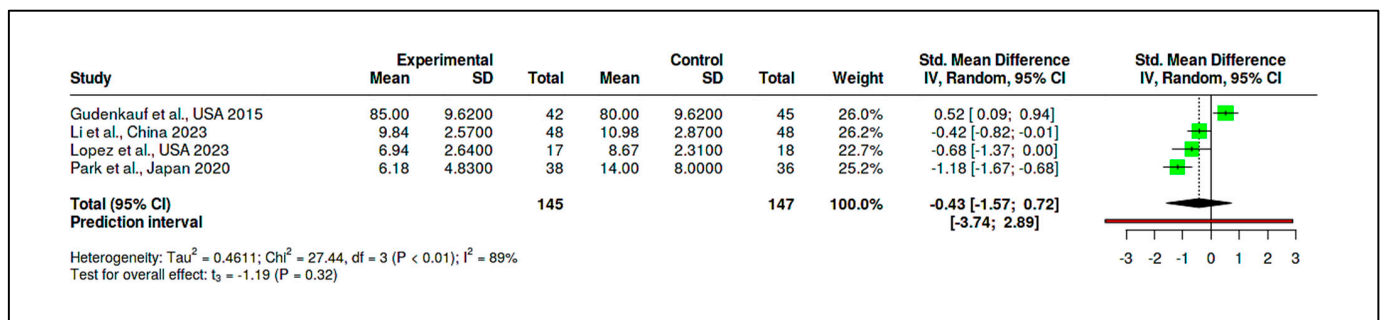 Experimental Control Std. Mean Difference Std. Mean Difference
Study Mean SD Total Mean SD Total Weight IV, Random, 95% CI IV, Random, 95% CI
Gudenkauf et al., USA 2015 85.00 9.6200 42 80.00 9.6200 45 26.0% 0.52 [ 0.09; 0.94]
Li et al., China 2023 9.84 2.5700 48 10.98 2.8700 48 26.2% -0.42 [-0.82; -0.01]
Lopez et al., USA 2023 6.94 2.6400 17 8.67 2.3100 18 22.7% -0.68 [-1.37; 0.00]
Park et al., Japan 2020 6.18 4.8300 38 14.00 8.0000 36 25.2% -1.18 [-1.67; -0.68]
Total (95% CI) 145 147 100.0% -0.43 [-1.57; 0.72]
Prediction interval [-3.74; 2.89]
Heterogeneity: Tau² = 0.4611; Chi² = 27.44, df = 3 (P < 0.01); I² = 89%
Test for overall effect: t₃ = -1.19 (P = 0.32)
-3 -2 -1 0 1 2 3